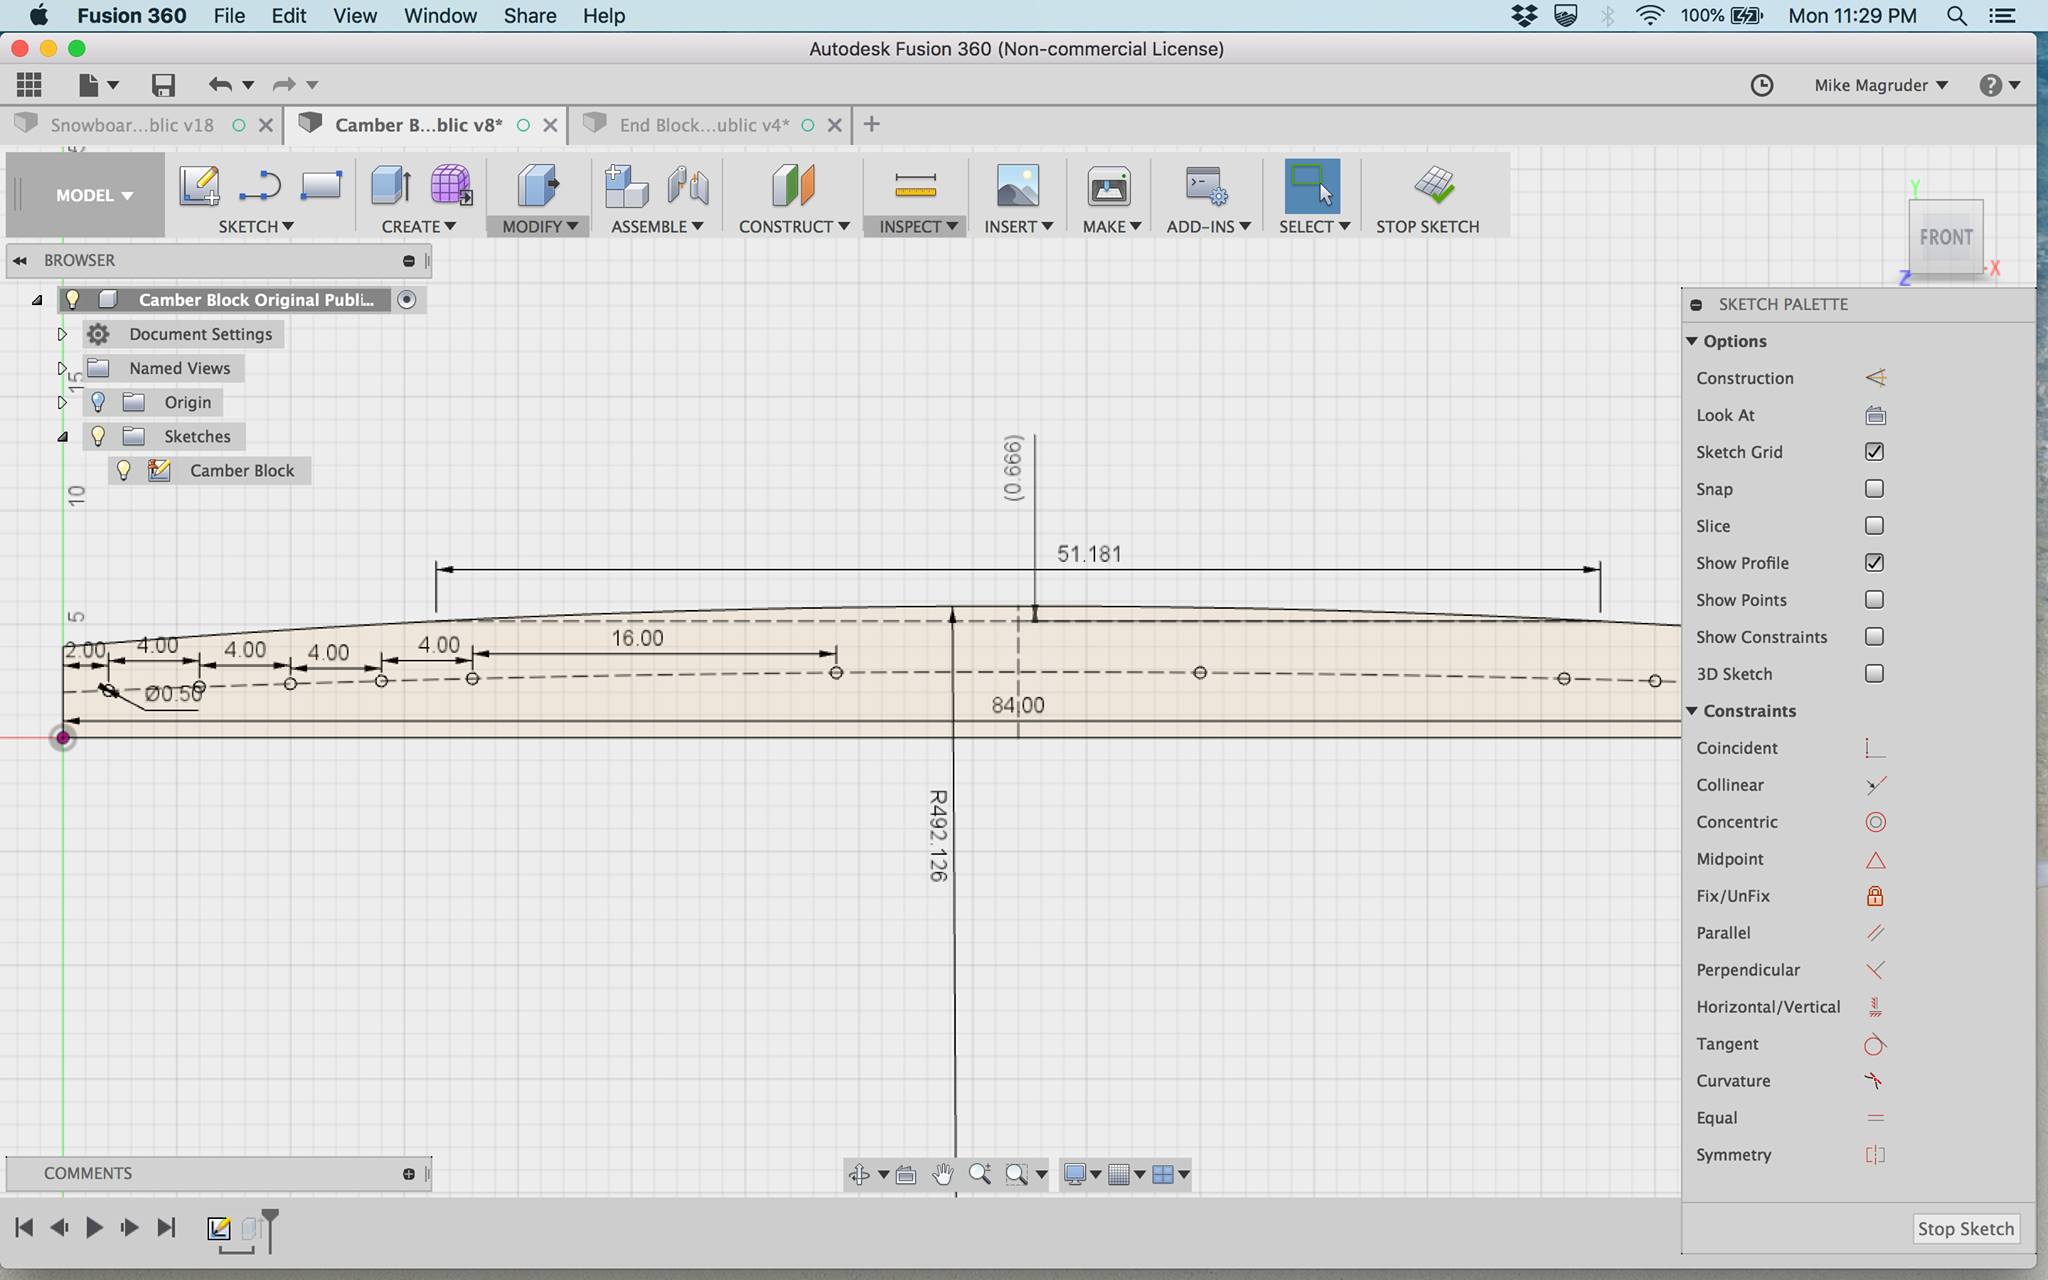 Fusion 360 File Edit View Window Share Help 100% Mon 11:29 PM
Autodesk Fusion 360 (Non-commercial License)
Mike Magruder
Snowboar...blic v18 Camber B...blic v8* End Block...ublic v4*
MODEL SKETCH CREATE MODIFY ASSEMBLE CONSTRUCT INSPECT INSERT MAKE ADD-INS SELECT STOP SKETCH
Y
FRONT
X
Z
BROWSER
Camber Block Original Publi...
Document Settings
Named Views
Origin
Sketches
Camber Block
15
10
5
(0.666)
51.181
2.00 4.00 4.00 4.00 4.00 16.00
Ø0.50
84.00
R492.126
SKETCH PALETTE
Options
Construction
Look At
Sketch Grid
Snap
Slice
Show Profile
Show Points
Show Constraints
3D Sketch
Constraints
Coincident
Collinear
Concentric
Midpoint
Fix/UnFix
Parallel
Perpendicular
Horizontal/Vertical
Tangent
Curvature
Equal
Symmetry
Stop Sketch
COMMENTS